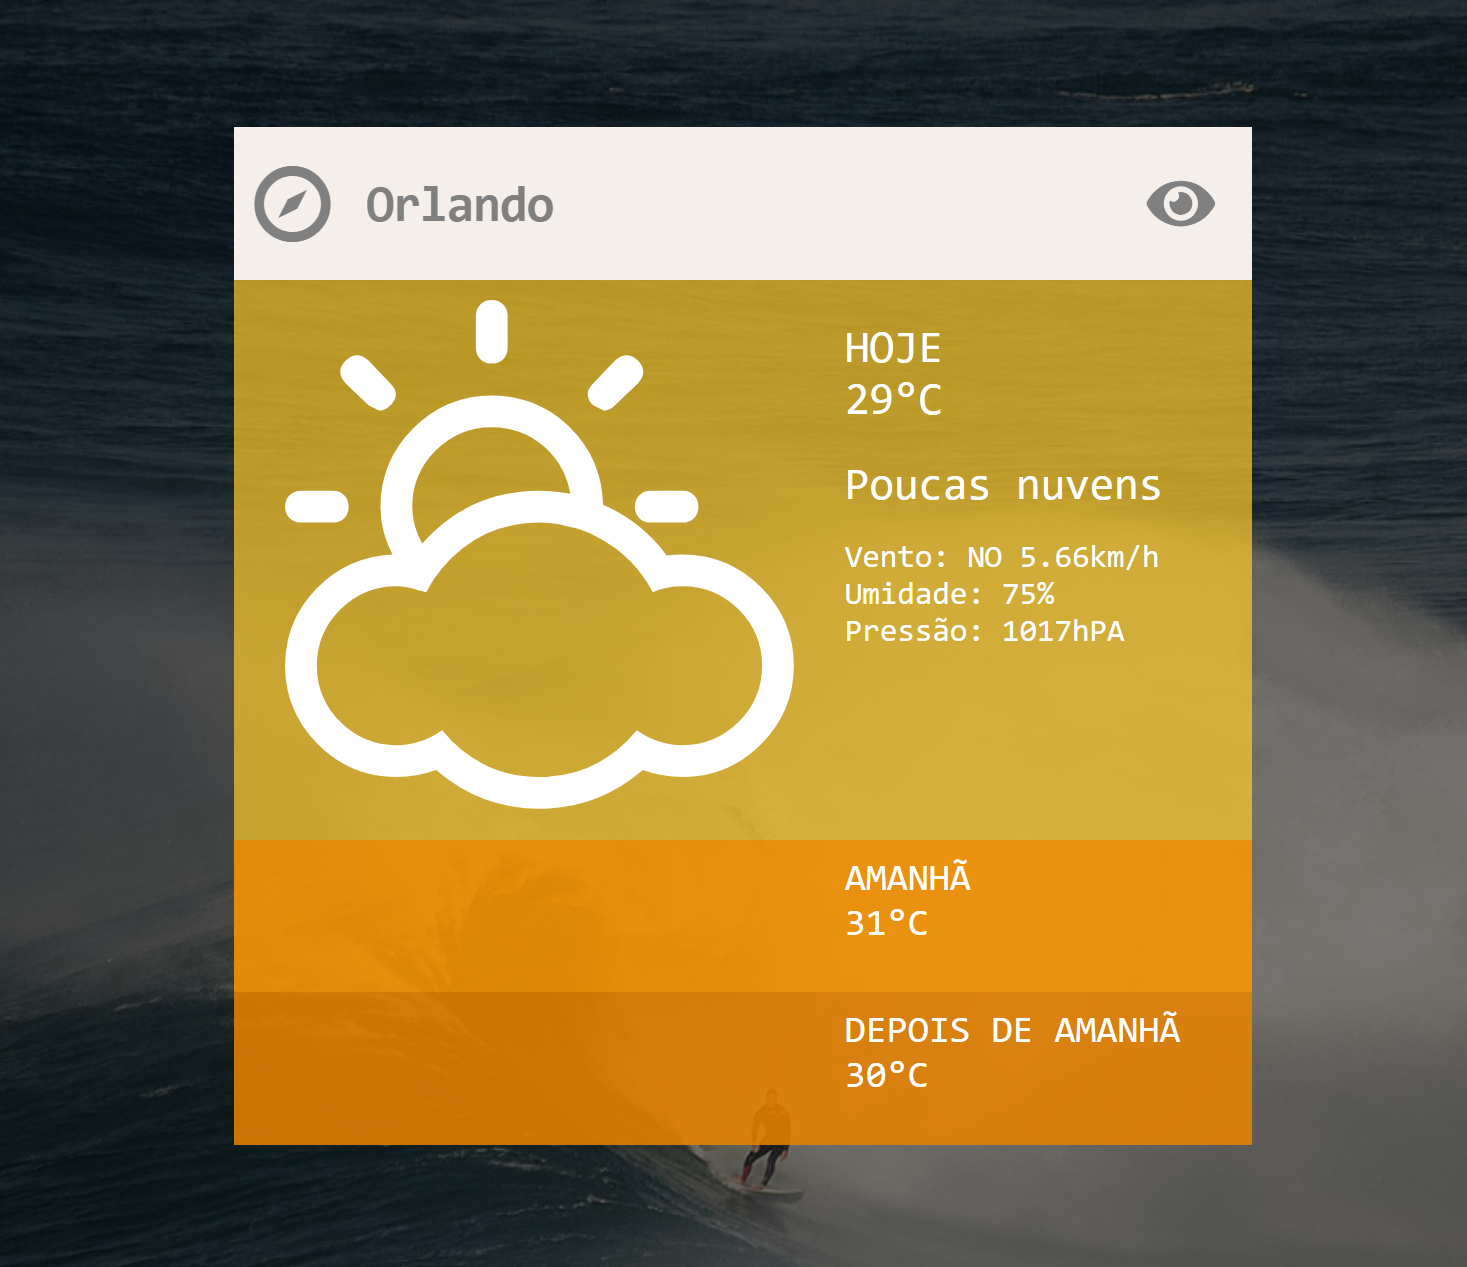 Orlando
HOJE
29°C
Poucas nuvens
Vento: NO 5.66km/h
Umidade: 75%
Pressão: 1017hPA
AMANHÃ
31°C
DEPOIS DE AMANHÃ
30°C